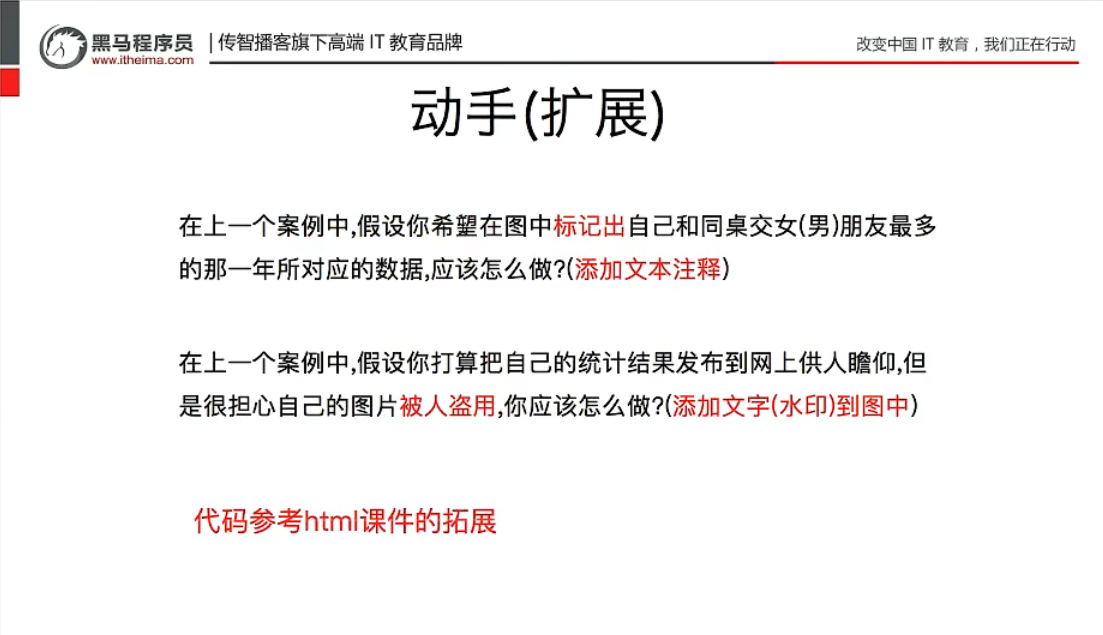 黑马程序员
www.itheima.com
传智播客旗下高端 IT 教育品牌
改变中国 IT 教育，我们正在行动
动手(扩展)
在上一个案例中,假设你希望在图中标记出自己和同桌交女(男)朋友最多
的那一年所对应的数据,应该怎么做?(添加文本注释)
在上一个案例中,假设你打算把自己的统计结果发布到网上供人瞻仰,但
是很担心自己的图片被人盗用,你应该怎么做?(添加文字(水印)到图中)
代码参考html课件的拓展